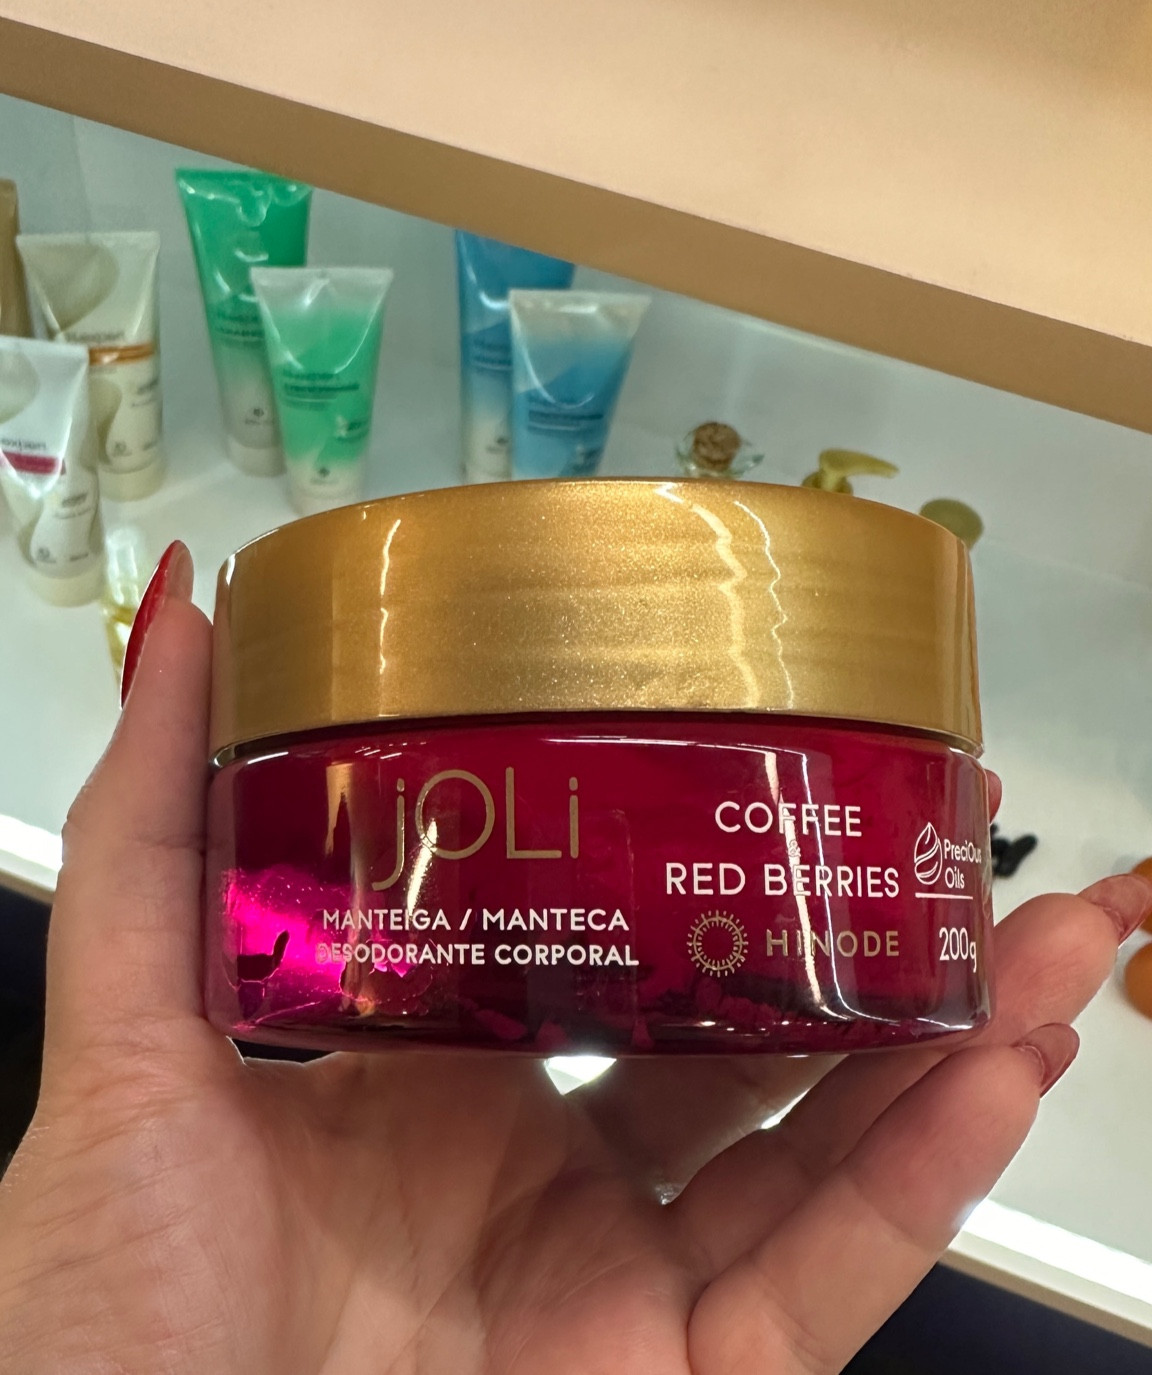 jOLi
MANTEIGA / MANTECA
DESODORANTE CORPORAL
COFFEE
&
RED BERRIES
HINODE
PreciOus
Oils
200g